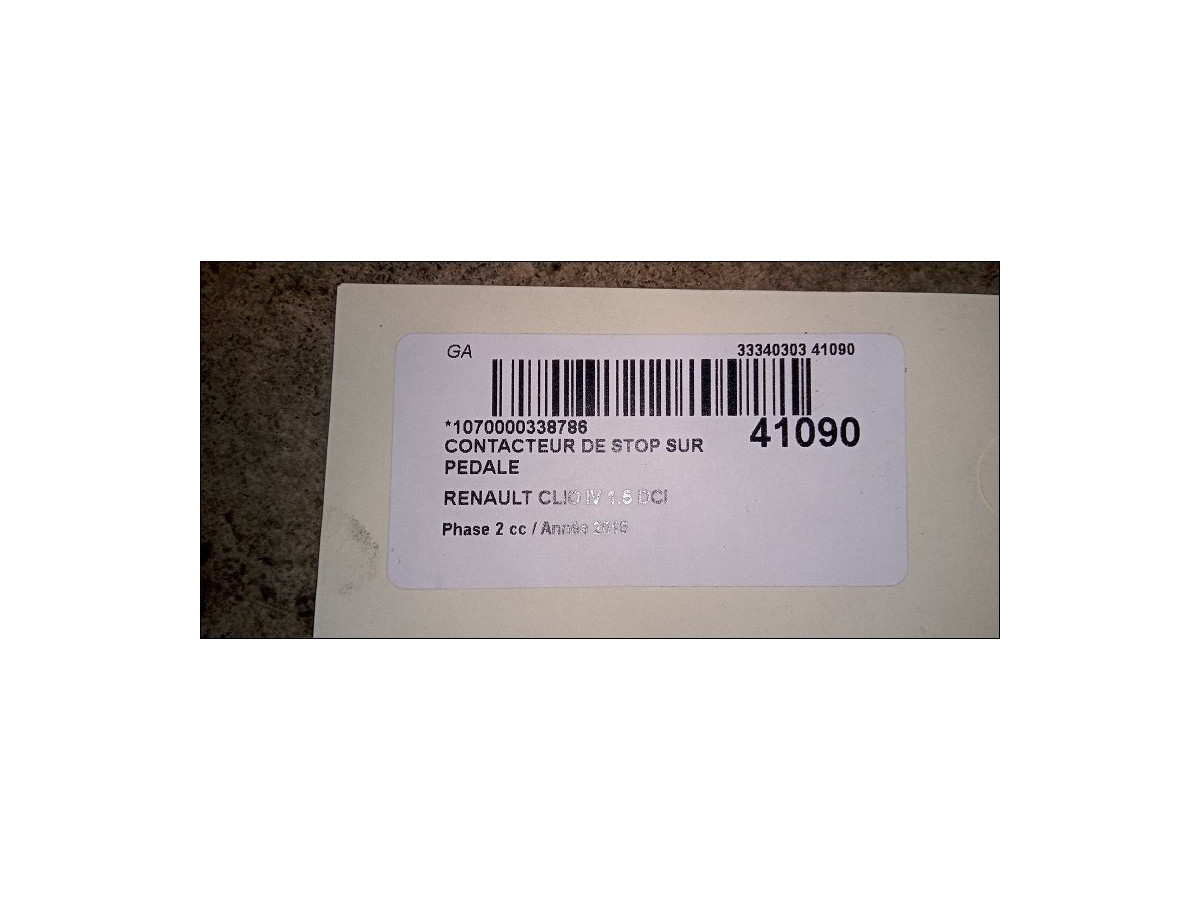 GA
33340303 41090
*1070000338786
41090
CONTACTEUR DE STOP SUR
PEDALE
RENAULT CLIO IV 1.5 DCI
Phase 2 cc / Année